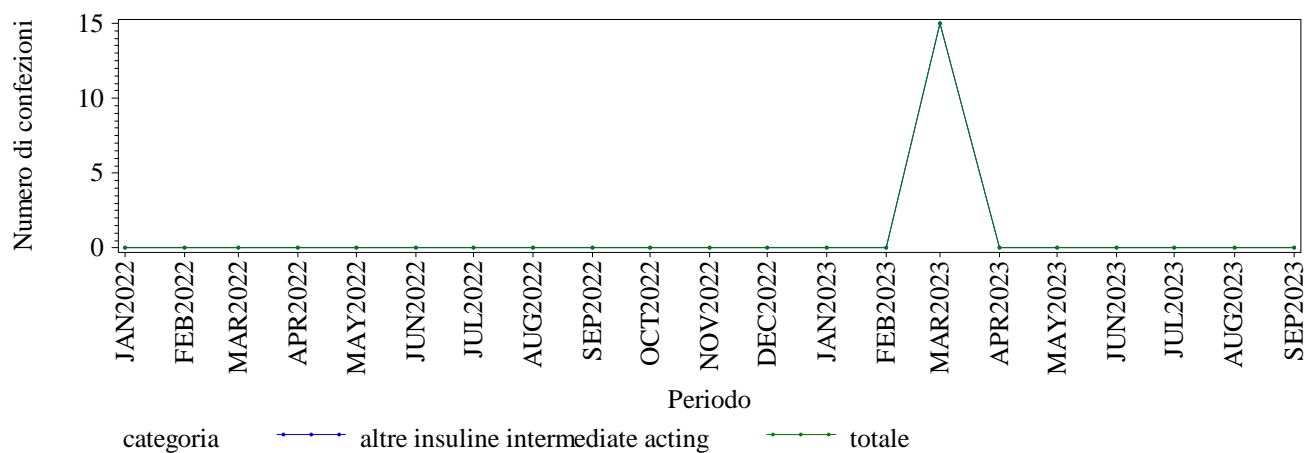 Numero di confezioni
15
10
5
0
JAN2022
FEB2022
MAR2022
APR2022
MAY2022
JUN2022
JUL2022
AUG2022
SEP2022
OCT2022
NOV2022
DEC2022
JAN2023
FEB2023
MAR2023
APR2023
MAY2023
JUN2023
JUL2023
AUG2023
SEP2023
Periodo
categoria altre insuline intermediate acting totale